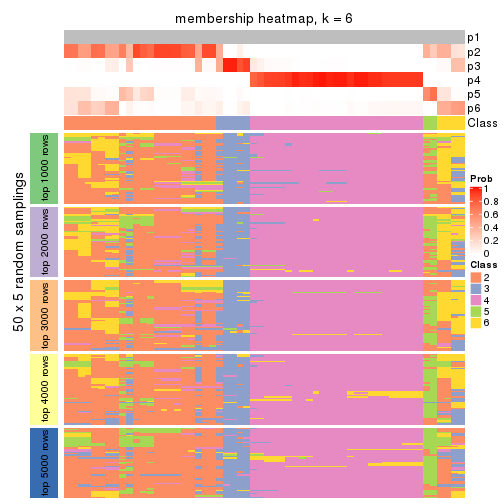 membership heatmap, k = 6
p1
p2
p3
p4
p5
p6
Class
50 x 5 random samplings
top 1000 rows
top 2000 rows
top 3000 rows
top 4000 rows
top 5000 rows
Prob
1
0.8
0.6
0.4
0.2
0
Class
2
3
4
5
6